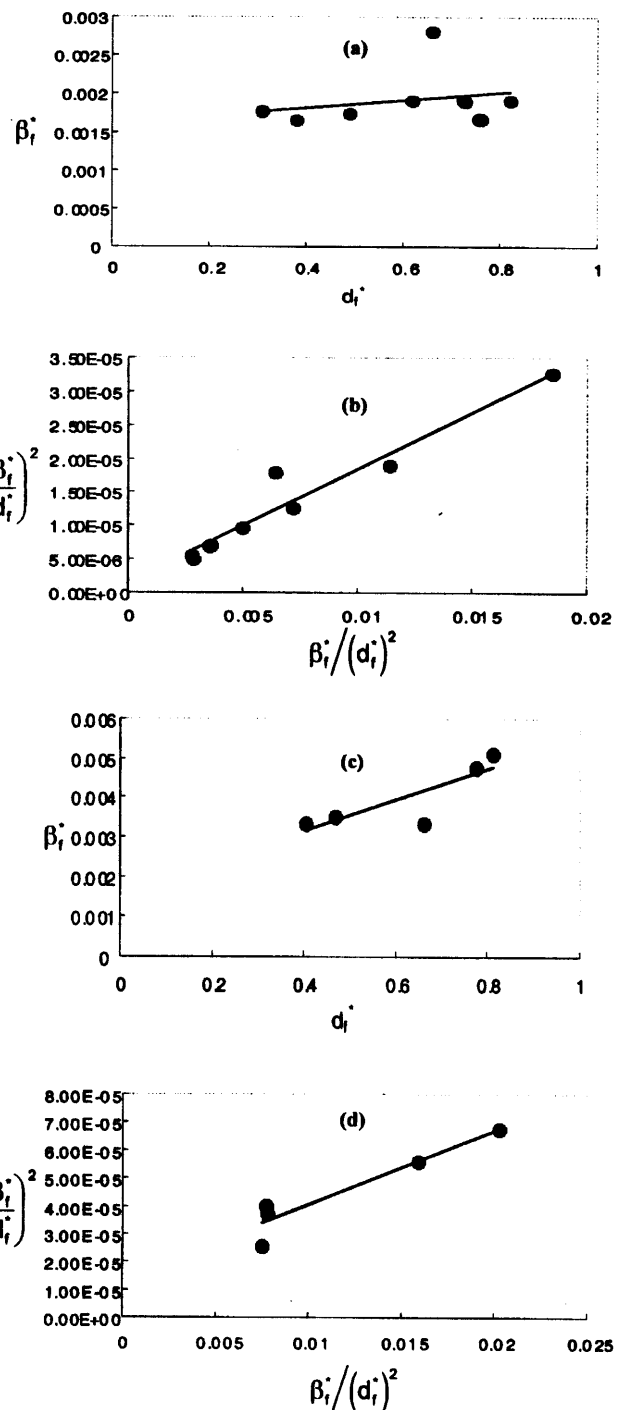 0.003
(a)
0.0025
0.002
β*f
0.0015
0.001
0.0005
0
0 0.2 0.4 0.6 0.8 1
df*
3.50E-05
3.00E-05
(b)
2.50E-05
2
2.00E-05
β*f
d*f
1.50E-05
1.00E-05
5.00E-06
0.00E+00
0 0.005 0.01 0.015 0.02
β*f/(d*f)2
0.006
0.005
(c)
0.004
β*f
0.003
0.002
0.001
0
0 0.2 0.4 0.6 0.8 1
df*
8.00E-05
7.00E-05
(d)
6.00E-05
2
5.00E-05
β*f
d*f
4.00E-05
3.00E-05
2.00E-05
1.00E-05
0.00E+00
0 0.005 0.01 0.015 0.02 0.025
β*f/(d*f)2